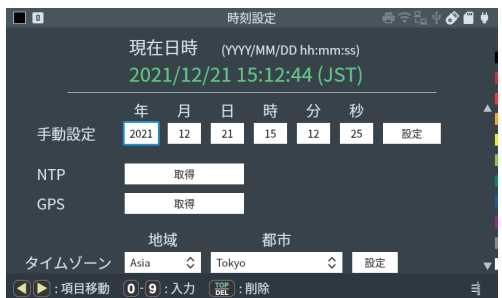 0 時刻設定
現在日時 (YYYY/MM/DD hh:mm:ss)
2021/12/21 15:12:44 (JST)
年 月 日 時 分 秒
手動設定 2021 12 21 15 12 25 設定
NTP 取得
GPS 取得
地域 都市
タイムゾーン Asia Tokyo 設定
:項目移動 0-9:入力 TOP DEL:削除